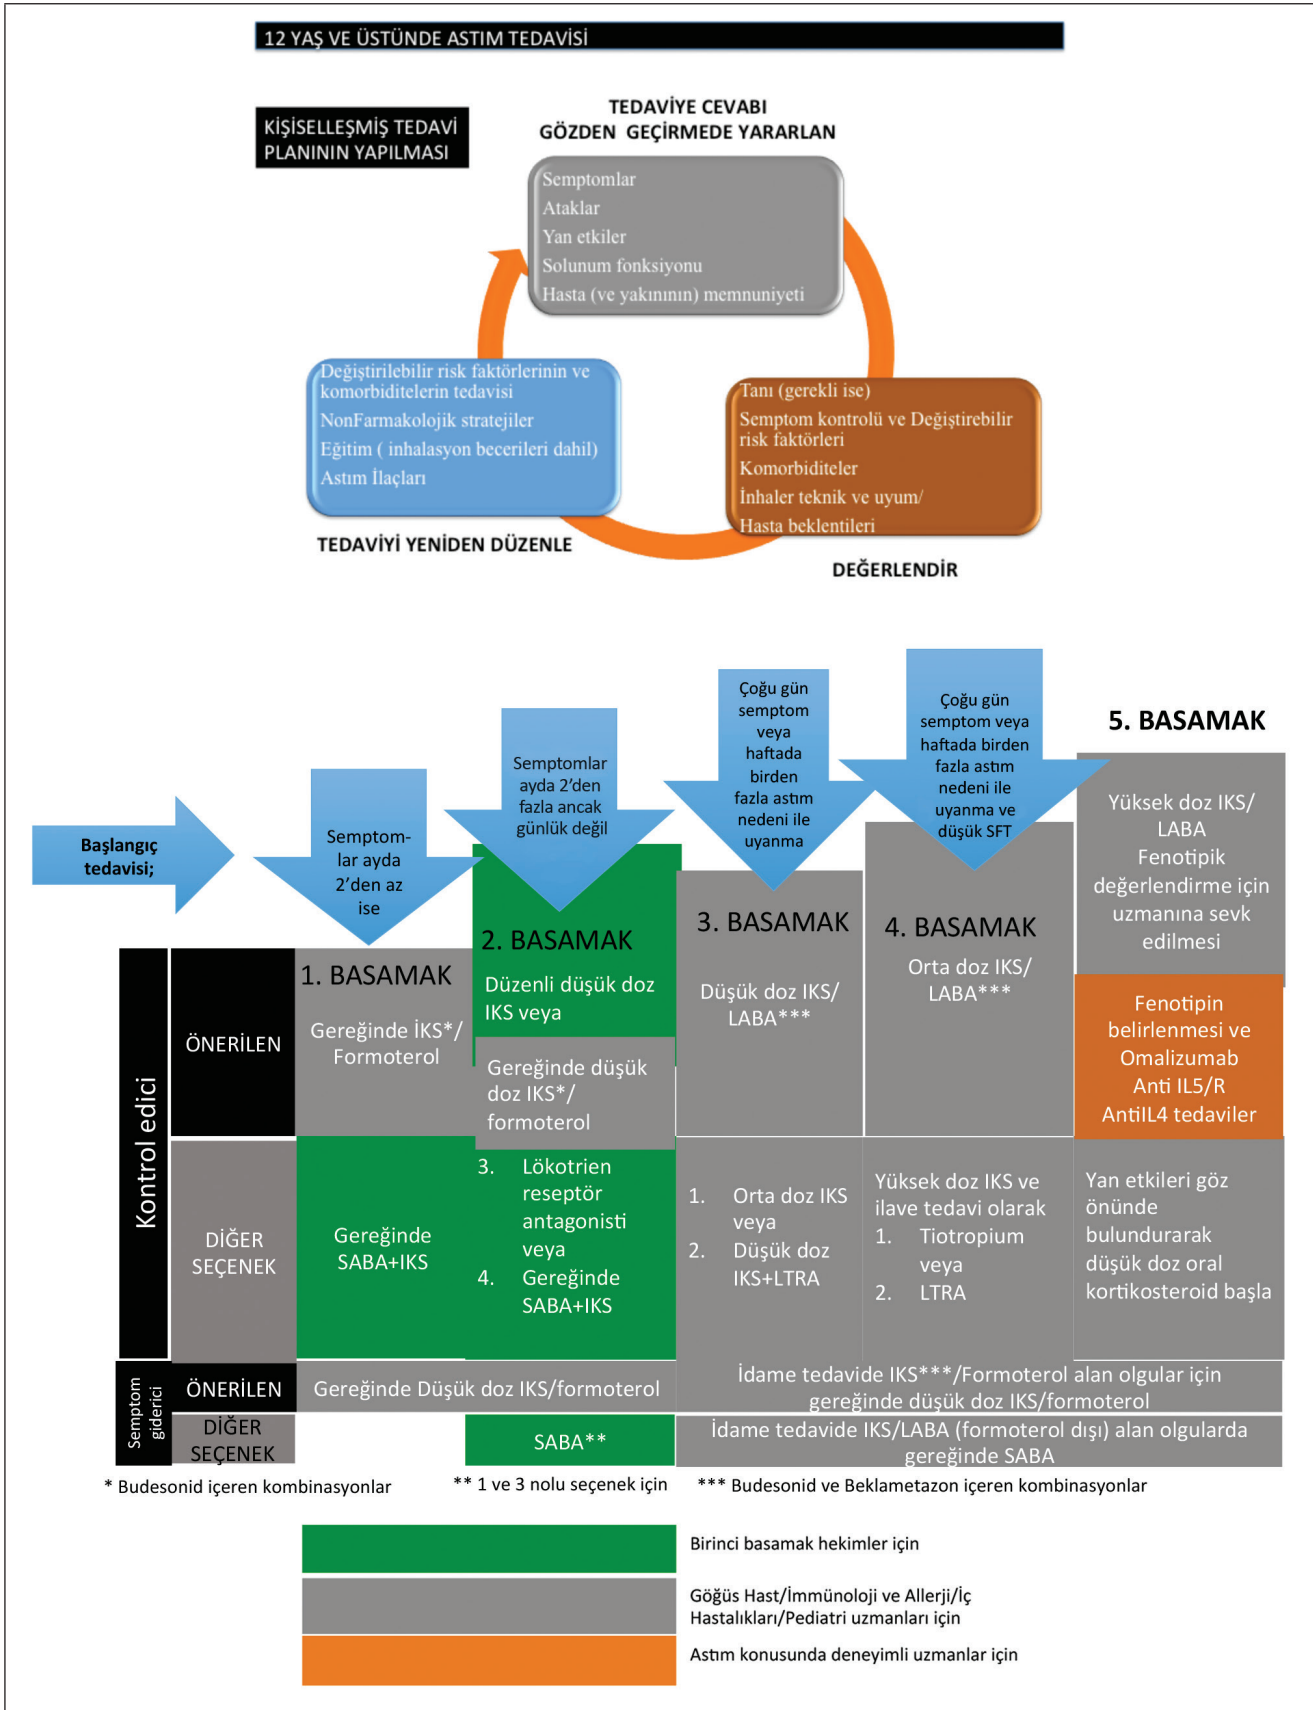 12 YAŞ VE ÜSTÜNDE ASTIM TEDAVİSİ
KİŞİSELLEŞMİŞ TEDAVİ
PLANININ YAPILMASI
TEDAVİYE CEVABI
GÖZDEN GEÇİRMEDE YARARLAN
Semptomlar
Ataklar
Yan etkiler
Solunum fonksiyonu
Hasta (ve yakınının) memnuniyeti
Değiştirilebilir risk faktörlerinin ve
komorbiditelerin tedavisi
NonFarmakolojik stratejiler
Eğitim ( inhalasyon becerileri dahil)
Astım İlaçları
TEDAVİYİ YENİDEN DÜZENLE
Tanı (gerekli ise)
Semptom kontrolü ve Değiştirebilir
risk faktörleri
Komorbiditeler
İnhaler teknik ve uyum/
Hasta beklentileri
DEĞERLENDİR
Başlangıç
tedavisi;
Semptom-
lar ayda
2'den az
ise
Semptomlar
ayda 2'den
fazla ancak
günlük değil
Çoğu gün
semptom
veya
haftada
birden
fazla astım
nedeni ile
uyanma
Çoğu gün
semptom veya
haftada birden
fazla astım
nedeni ile
uyanma ve
düşük SFT
5. BASAMAK
Yüksek doz IKS/
LABA
Fenotipik
değerlendirme için
uzmanına sevk
edilmesi
Fenotipin
belirlenmesi ve
Omalizumab
Anti IL5/R
AntiIL4 tedaviler
Kontrol edici
ÖNERİLEN
1. BASAMAK
Gereğinde İKS*/
Formoterol
2. BASAMAK
Düzenli düşük doz
IKS veya
Gereğinde düşük
doz IKS*/
formoterol
3. BASAMAK
Düşük doz IKS/
LABA***
4. BASAMAK
Orta doz IKS/
LABA***
DİĞER
SEÇENEK
Gereğinde
SABA+IKS
3. Lökotrien
reseptör
antagonisti
veya
4. Gereğinde
SABA+IKS
1. Orta doz IKS
veya
2. Düşük doz
IKS+LTRA
Yüksek doz IKS ve
ilave tedavi olarak
1. Tiotropium
veya
2. LTRA
Yan etkileri göz
önünde
bulundurarak
düşük doz oral
kortikosteroid başla
Semptom
giderici
ÖNERİLEN
Gereğinde Düşük doz IKS/formoterol
İdame tedavide IKS***/Formoterol alan olgular için
gereğinde düşük doz IKS/formoterol
DİĞER
SEÇENEK
SABA**
İdame tedavide IKS/LABA (formoterol dışı) alan olgularda
gereğinde SABA
* Budesonid içeren kombinasyonlar
** 1 ve 3 nolu seçenek için
*** Budesonid ve Beklametazon içeren kombinasyonlar
Birinci basamak hekimler için
Göğüs Hast/İmmünoloji ve Allerji/İç
Hastalıkları/Pediatri uzmanları için
Astım konusunda deneyimli uzmanlar için